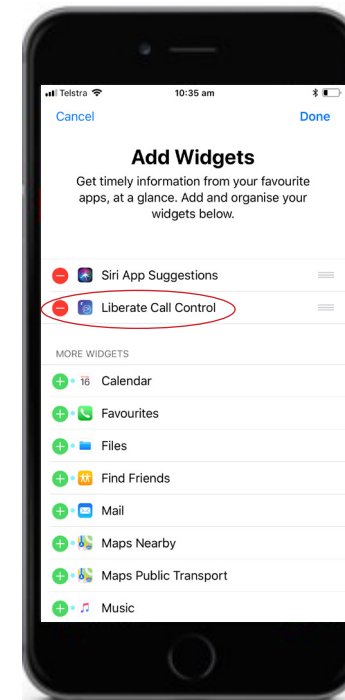 Telstra 10:35 am
Cancel Done
Add Widgets
Get timely information from your favourite
apps, at a glance. Add and organise your
widgets below.
Siri App Suggestions
Liberate Call Control
MORE WIDGETS
16 Calendar
Favourites
Files
Find Friends
Mail
Maps Nearby
Maps Public Transport
Music